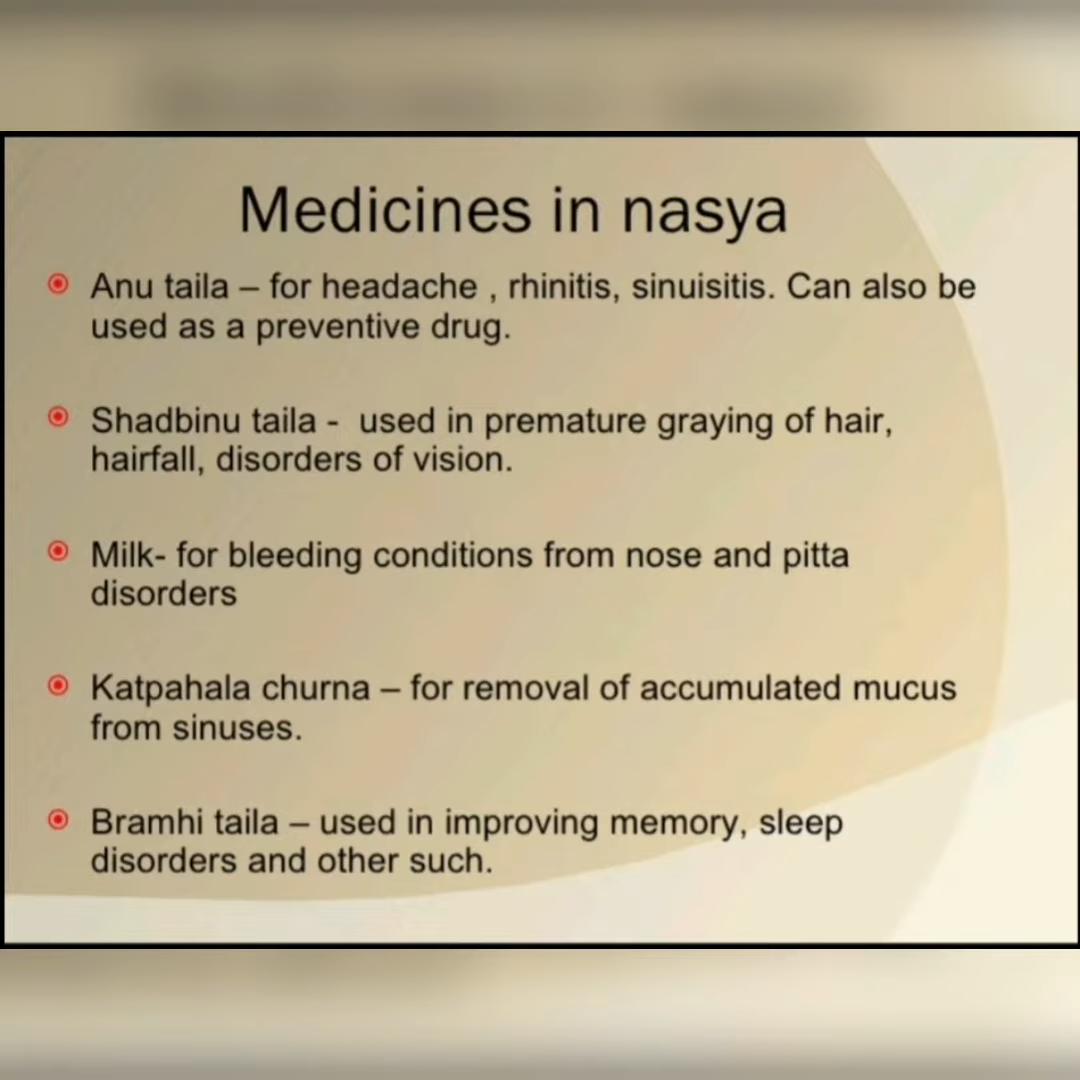 Medicines in nasya
Anu taila – for headache , rhinitis, sinuisitis. Can also be
used as a preventive drug.
Shadbinu taila -  used in premature graying of hair,
hairfall, disorders of vision.
Milk- for bleeding conditions from nose and pitta
disorders
Katpahala churna – for removal of accumulated mucus
from sinuses.
Bramhi taila – used in improving memory, sleep
disorders and other such.